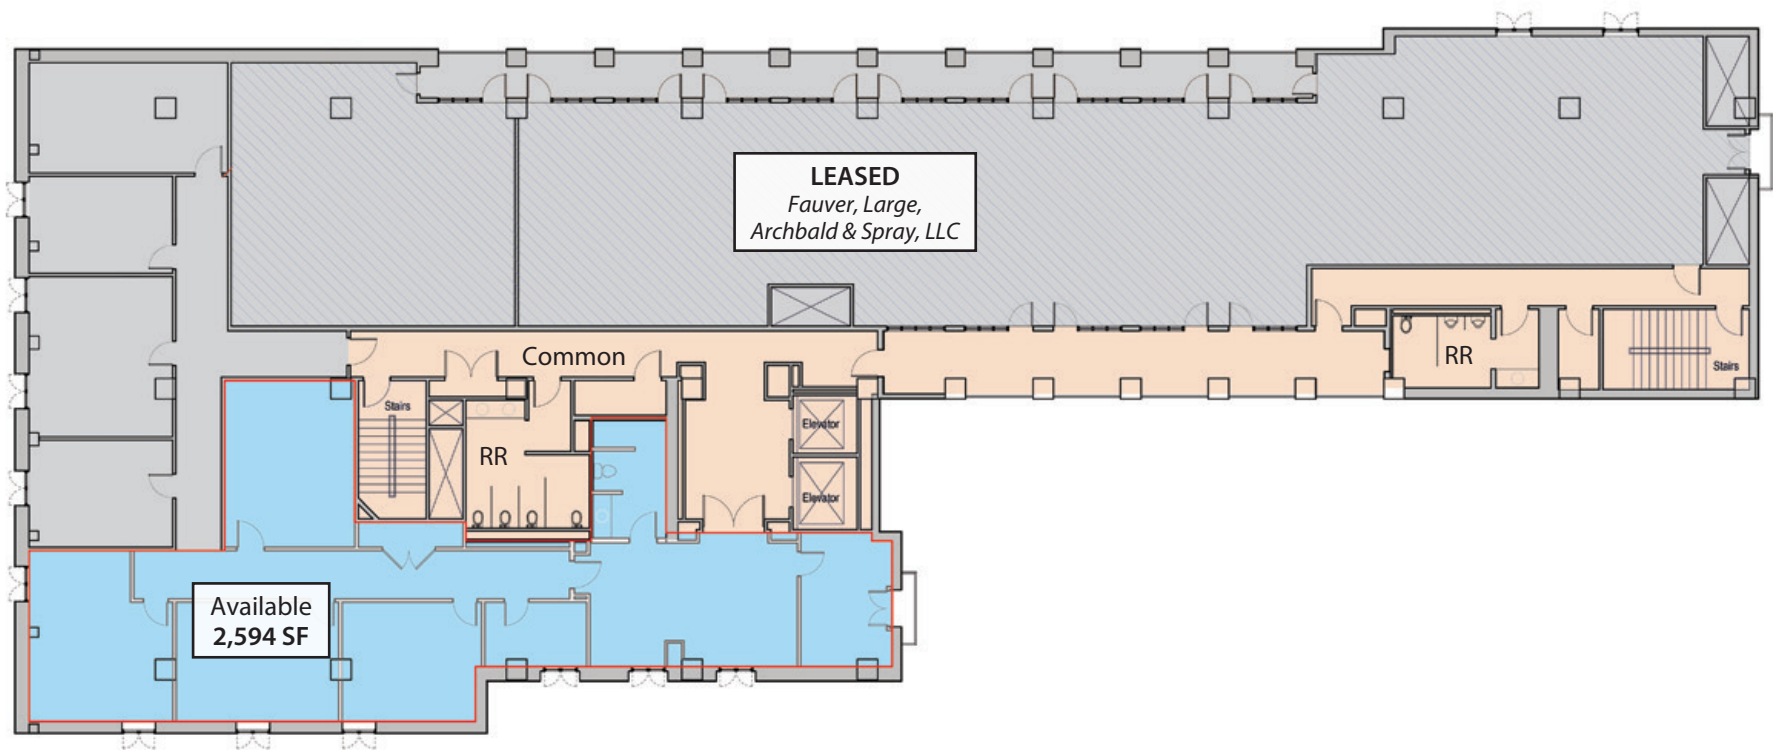 LEASED
Fauver, Large,
Archbald & Spray, LLC
Common
RR
Stairs
Stairs
Elevator
RR
Elevator
Available
2,594 SF